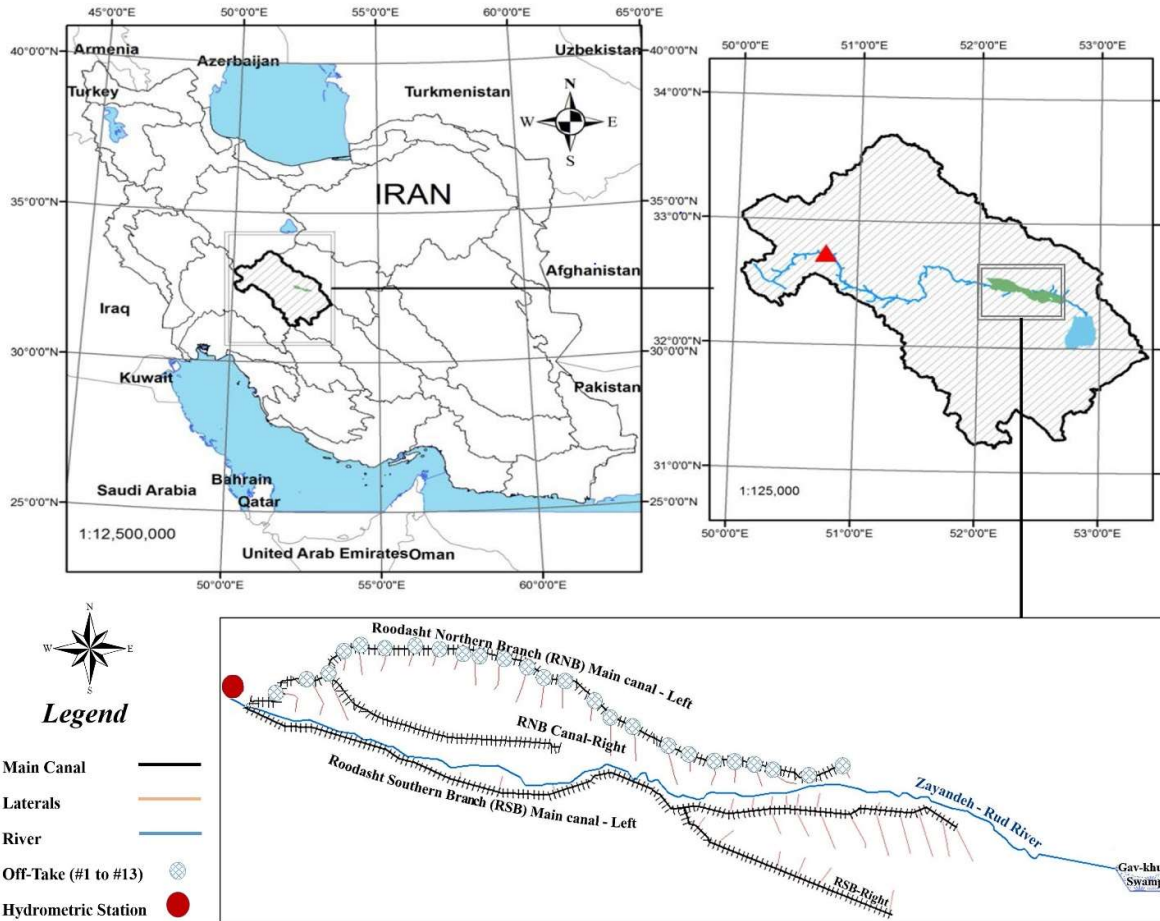 45°0'0"E 50°0'0"E 55°0'0"E 60°0'0"E 65°0'0"E
40°0'0"N
Armenia
Azerbaijan
Uzbekistan
40°0'0"N
Turkey
Turkmenistan
N
W E
S
35°0'0"N
IRAN
35°0'0"N
Afghanistan
Iraq
30°0'0"N
30°0'0"N
Kuwait
Pakistan
Bahrain
Saudi Arabia
Qatar
25°0'0"N
25°0'0"N
1:12,500,000
United Arab Emirates Oman
50°0'0"E 55°0'0"E 60°0'0"E
50°0'0"E 51°0'0"E 52°0'0"E 53°0'0"E
34°0'0"N
33°0'0"N
32°0'0"N
31°0'0"N
1:125,000
50°0'0"E 51°0'0"E 52°0'0"E 53°0'0"E
N
W E
S
Legend
Main Canal
Laterals
River
Off-Take (#1 to #13)
Hydrometric Station
Roodasht Northern Branch (RNB) Main canal - Left
RNB Canal-Right
Roodasht Southern Branch (RSB) Main canal - Left
Zayandeh - Rud River
RSB-Right
Gav-khu
Swamp